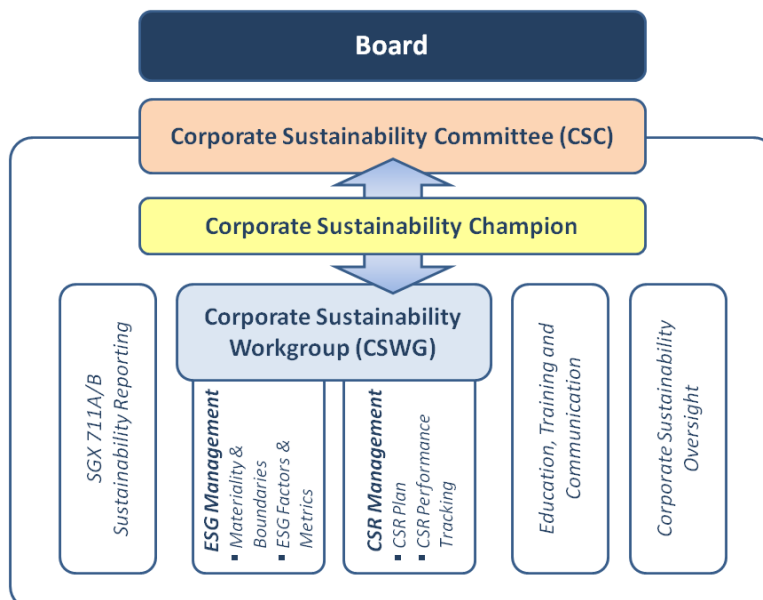 Board
Corporate Sustainability Committee (CSC)
Corporate Sustainability Champion
Corporate Sustainability
Workgroup (CSWG)
SGX 711A/B
Sustainability Reporting
ESG Management
▪ Materiality &
Boundaries
▪ ESG Factors &
Metrics
CSR Management
▪ CSR Plan
▪ CSR Performance
Tracking
Education, Training and
Communication
Corporate Sustainability
Oversight